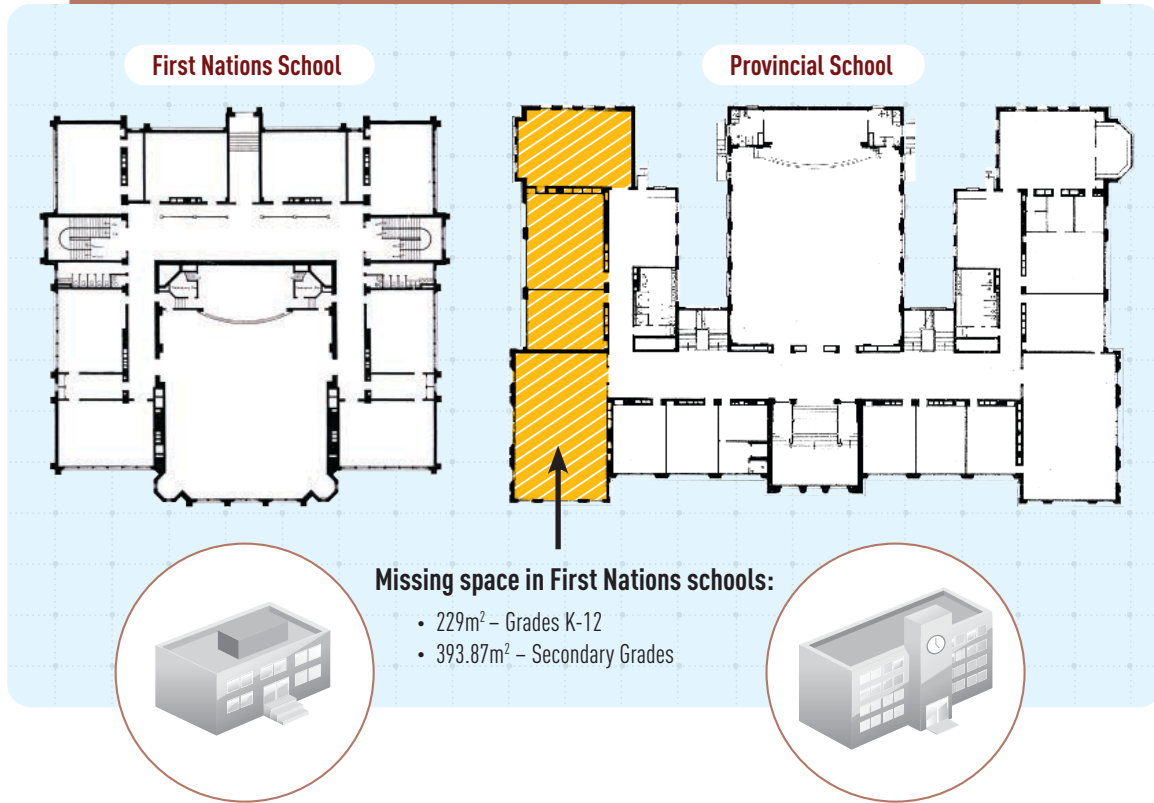 First Nations School
Provincial School
Missing space in First Nations schools:
• 229m² – Grades K-12
• 393.87m² – Secondary Grades